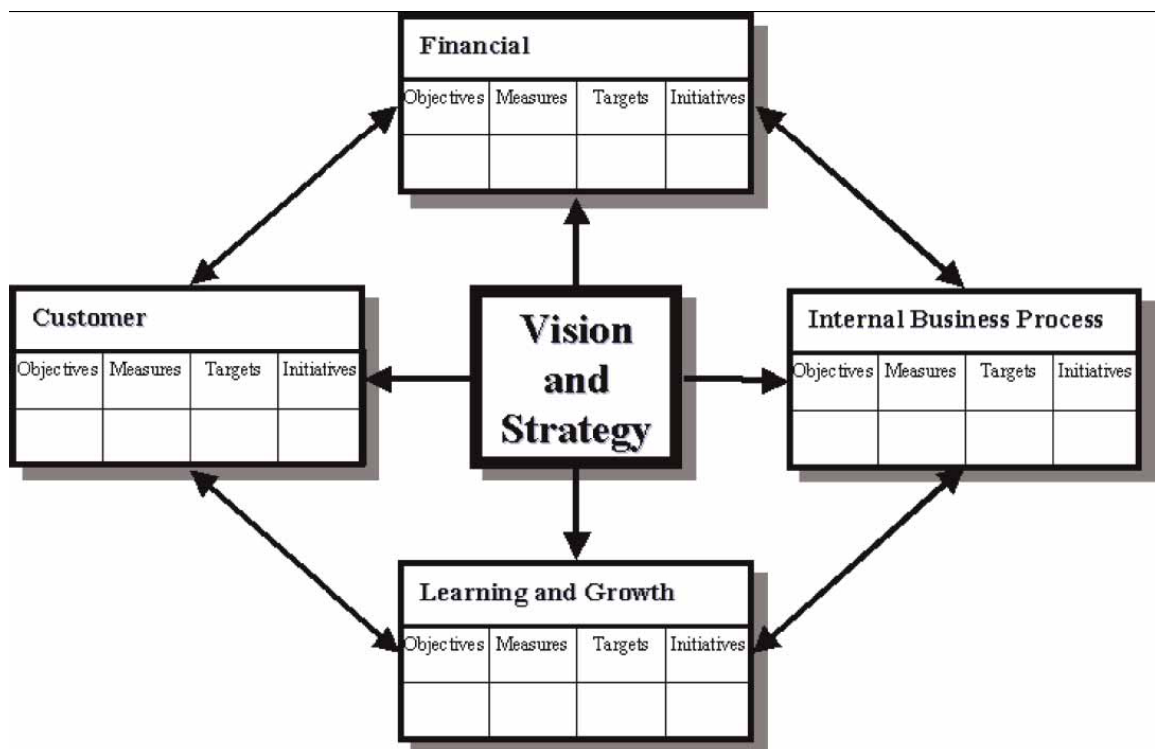 Financial
Objectives Measures Targets Initiatives
Customer
Objectives Measures Targets Initiatives
Vision
and
Strategy
Internal Business Process
Objectives Measures Targets Initiatives
Learning and Growth
Objectives Measures Targets Initiatives